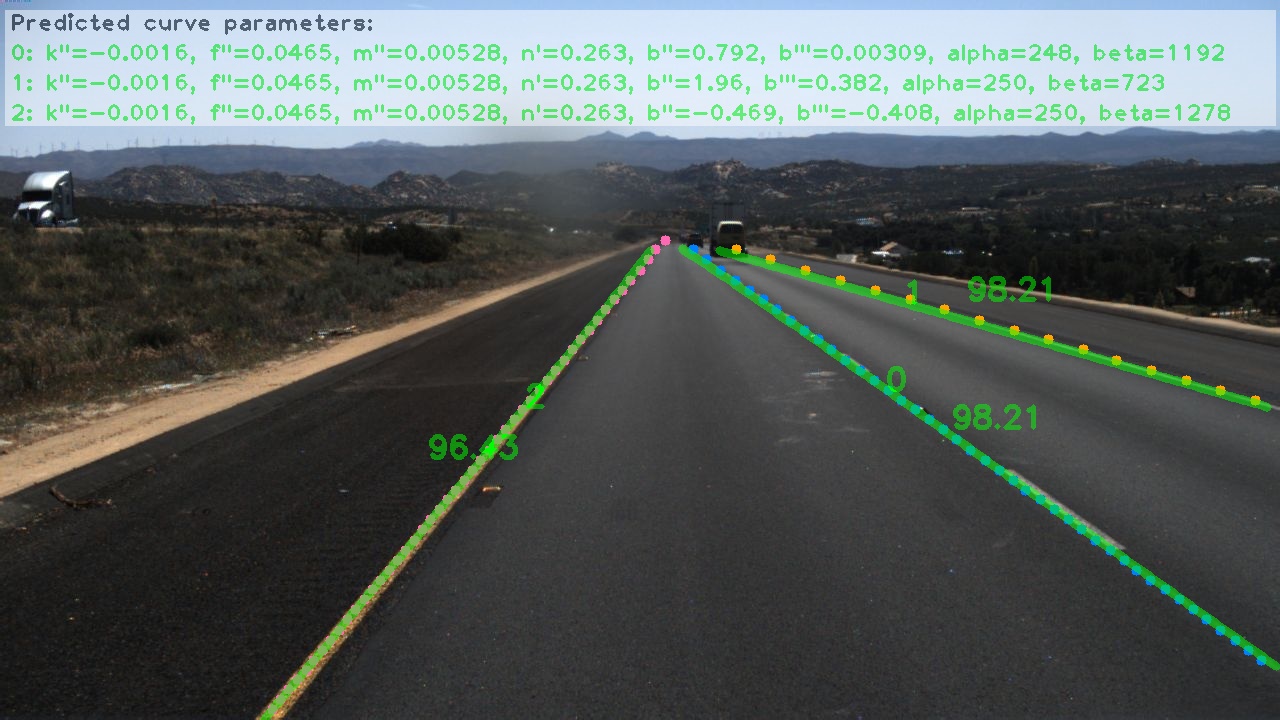 Predicted curve parameters:
0: k''=-0.0016, f''=0.0465, m''=0.00528, n'=0.263, b''=0.792, b'''=0.00309, alpha=248, beta=1192
1: k''=-0.0016, f''=0.0465, m''=0.00528, n'=0.263, b''=1.96, b'''=0.382, alpha=250, beta=723
2: k''=-0.0016, f''=0.0465, m''=0.00528, n'=0.263, b''=-0.469, b'''=-0.408, alpha=250, beta=1278
1 98.21
0
2
98.21
96.43